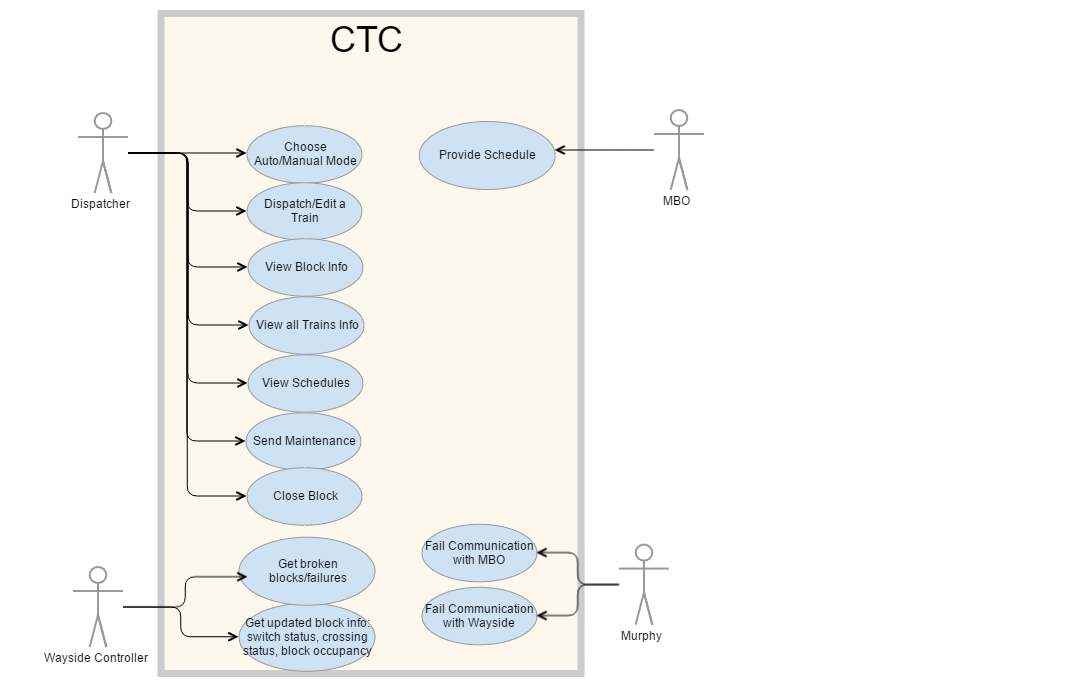 CTC
Choose
Auto/Manual Mode
Provide Schedule
Dispatcher
MBO
Dispatch/Edit a
Train
View Block Info
View all Trains Info
View Schedules
Send Maintenance
Close Block
Fail Communication
with MBO
Get broken
blocks/failures
Fail Communication
with Wayside
Murphy
Get updated block info:
switch status, crossing
status, block occupancy
Wayside Controller